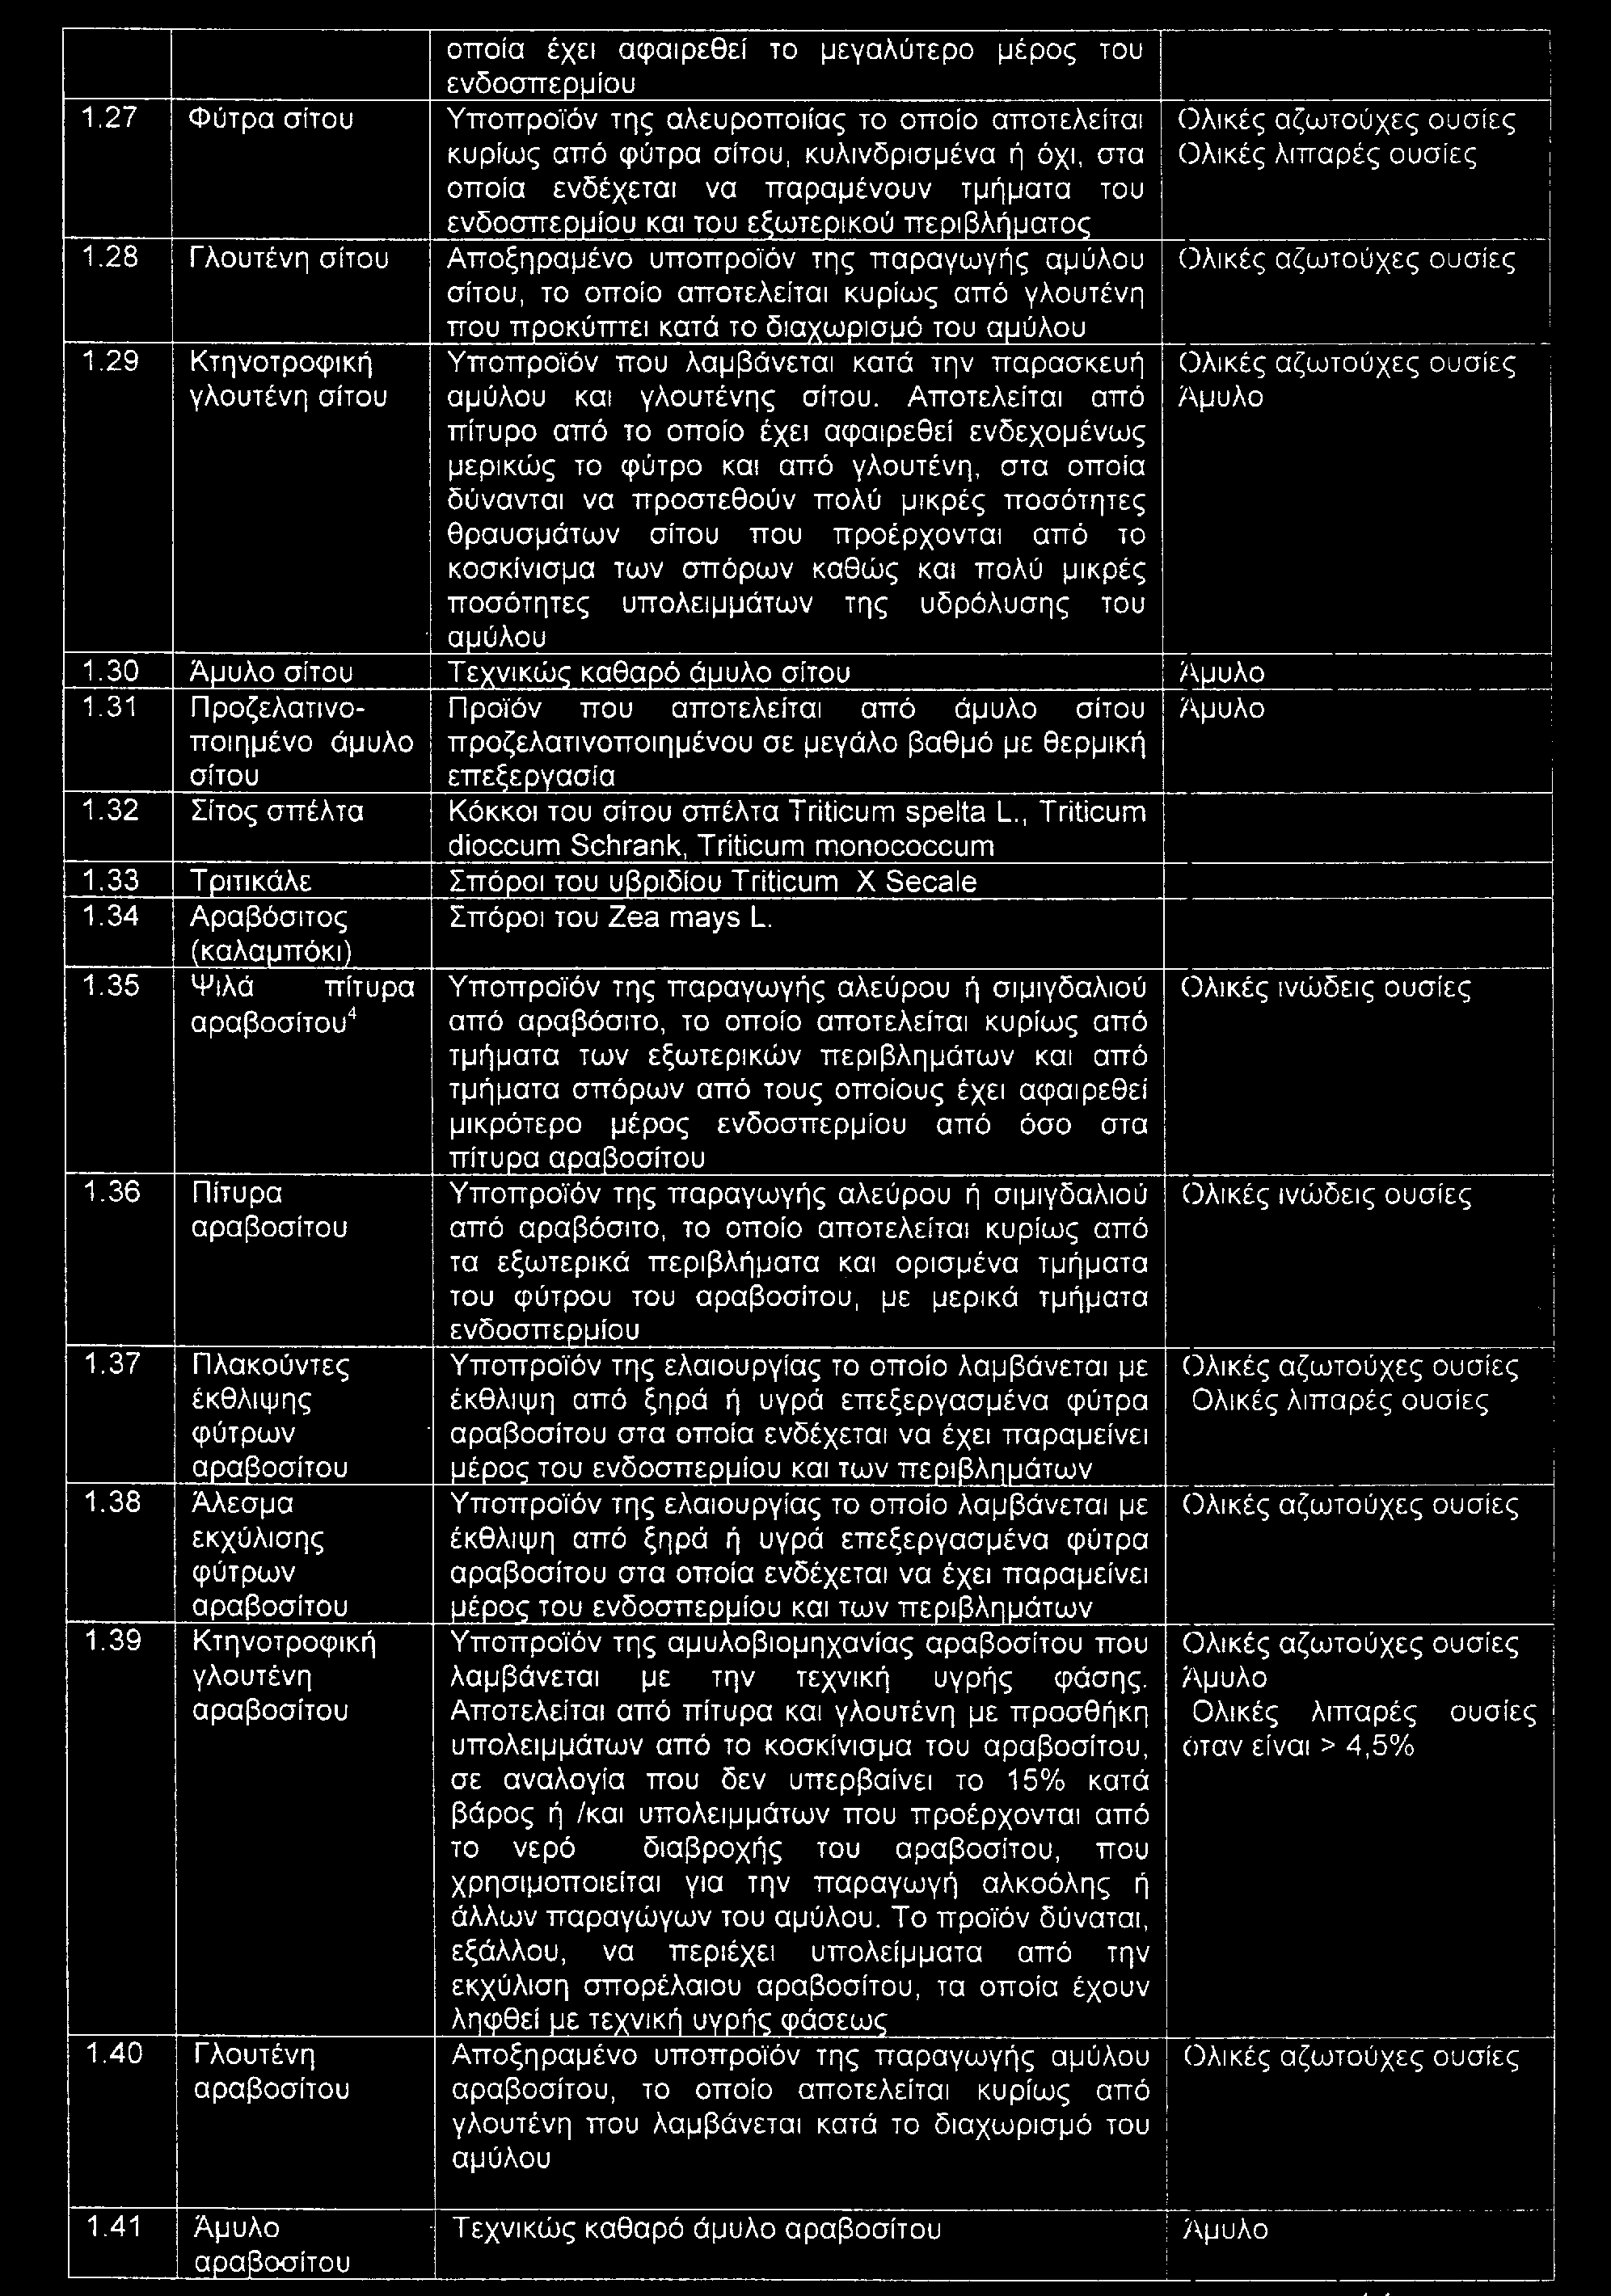 οποία έχει αφαιρεθεί το μεγαλύτερο μέρος του
ενδοσπερμίου
1.27 Φύτρα σίτου Υποπροϊόν της αλευροποιίας το οποίο αποτελείται Ολικές αζωτούχες ουσίες
κυρίως από φύτρα σίτου, κυλινδρισμένα ή όχι, στα Ολικές λιπαρές ουσίες
οποία ενδέχεται να παραμένουν τμήματα του
ενδοσπερμίου και του εξωτερικού περιβλήματος
1.28 Γλουτένη σίτου Αποξηραμένο υποπροϊόν της παραγωγής αμύλου Ολικές αζωτούχες ουσίες
σίτου, το οποίο αποτελείται κυρίως από γλουτένη
που προκύπτει κατά το διαχωρισμό του αμύλου
1.29 Κτηνοτροφική Υποπροϊόν που λαμβάνεται κατά την παρασκευή Ολικές αζωτούχες ουσίες
γλουτένη σίτου αμύλου και γλουτένης σίτου. Αποτελείται από Άμυλο
πίτυρο από το οποίο έχει αφαιρεθεί ενδεχομένως
μερικώς το φύτρο και από γλουτένη, στα οποία
δύνανται να προστεθούν πολύ μικρές ποσότητες
θραυσμάτων σίτου που προέρχονται από το
κοσκίνισμα των σπόρων καθώς και πολύ μικρές
ποσότητες υπολειμμάτων της υδρόλυσης του
αμύλου
1.30 Άμυλο σίτου Τεχνικώς καθαρό άμυλο σίτου Άμυλο
1.31 Προζελατινο- Προϊόν που αποτελείται από άμυλο σίτου Άμυλο
ποιημένο άμυλο προζελατινοποιημένου σε μεγάλο βαθμό με θερμική
σίτου επεξεργασία
1.32 Σίτος σπέλτα Κόκκοι του σίτου σπέλτα Triticum spelta L., Triticum
dioccum Schrank, Triticum monococcum
1.33 Τριτικάλε Σπόροι του υβριδίου Triticum X Secale
1.34 Αραβόσιτος Σπόροι του Zea mays L.
(καλαμπόκι)
1.35 Ψιλά πίτυρα Υποπροϊόν της παραγωγής αλεύρου ή σιμιγδαλιού Ολικές ινώδεις ουσίες
αραβοσίτου⁴ από αραβόσιτο, το οποίο αποτελείται κυρίως από
τμήματα των εξωτερικών περιβλημάτων και από
τμήματα σπόρων από τους οποίους έχει αφαιρεθεί
μικρότερο μέρος ενδοσπερμίου από όσο στα
πίτυρα αραβοσίτου
1.36 Πίτυρα Υποπροϊόν της παραγωγής αλεύρου ή σιμιγδαλιού Ολικές ινώδεις ουσίες
αραβοσίτου από αραβόσιτο, το οποίο αποτελείται κυρίως από
τα εξωτερικά περιβλήματα και ορισμένα τμήματα
του φύτρου του αραβοσίτου, με μερικά τμήματα
ενδοσπερμίου
1.37 Πλακούντες Υποπροϊόν της ελαιουργίας το οποίο λαμβάνεται με Ολικές αζωτούχες ουσίες
έκθλιψης έκθλιψη από ξηρά ή υγρά επεξεργασμένα φύτρα Ολικές λιπαρές ουσίες
φύτρων αραβοσίτου στα οποία ενδέχεται να έχει παραμείνει
αραβοσίτου μέρος του ενδοσπερμίου και των περιβλημάτων
1.38 Άλεσμα Υποπροϊόν της ελαιουργίας το οποίο λαμβάνεται με Ολικές αζωτούχες ουσίες
εκχύλισης έκθλιψη από ξηρά ή υγρά επεξεργασμένα φύτρα
φύτρων αραβοσίτου στα οποία ενδέχεται να έχει παραμείνει
αραβοσίτου μέρος του ενδοσπερμίου και των περιβλημάτων
1.39 Κτηνοτροφική Υποπροϊόν της αμυλοβιομηχανίας αραβοσίτου που Ολικές αζωτούχες ουσίες
γλουτένη λαμβάνεται με την τεχνική υγρής φάσης. Άμυλο
αραβοσίτου Αποτελείται από πίτυρα και γλουτένη με προσθήκη Ολικές λιπαρές ουσίες
υπολειμμάτων από το κοσκίνισμα του αραβοσίτου, όταν είναι > 4,5%
σε αναλογία που δεν υπερβαίνει το 15% κατά
βάρος ή /και υπολειμμάτων που προέρχονται από
το νερό διαβροχής του αραβοσίτου, που
χρησιμοποιείται για την παραγωγή αλκοόλης ή
άλλων παραγώγων του αμύλου. Το προϊόν δύναται,
εξάλλου, να περιέχει υπολείμματα από την
εκχύλιση σπορέλαιου αραβοσίτου, τα οποία έχουν
ληφθεί με τεχνική υγρής φάσεως
1.40 Γλουτένη Αποξηραμένο υποπροϊόν της παραγωγής αμύλου Ολικές αζωτούχες ουσίες
αραβοσίτου αραβοσίτου, το οποίο αποτελείται κυρίως από
γλουτένη που λαμβάνεται κατά το διαχωρισμό του
αμύλου
1.41 Άμυλο Τεχνικώς καθαρό άμυλο αραβοσίτου Άμυλο
αραβοσίτου